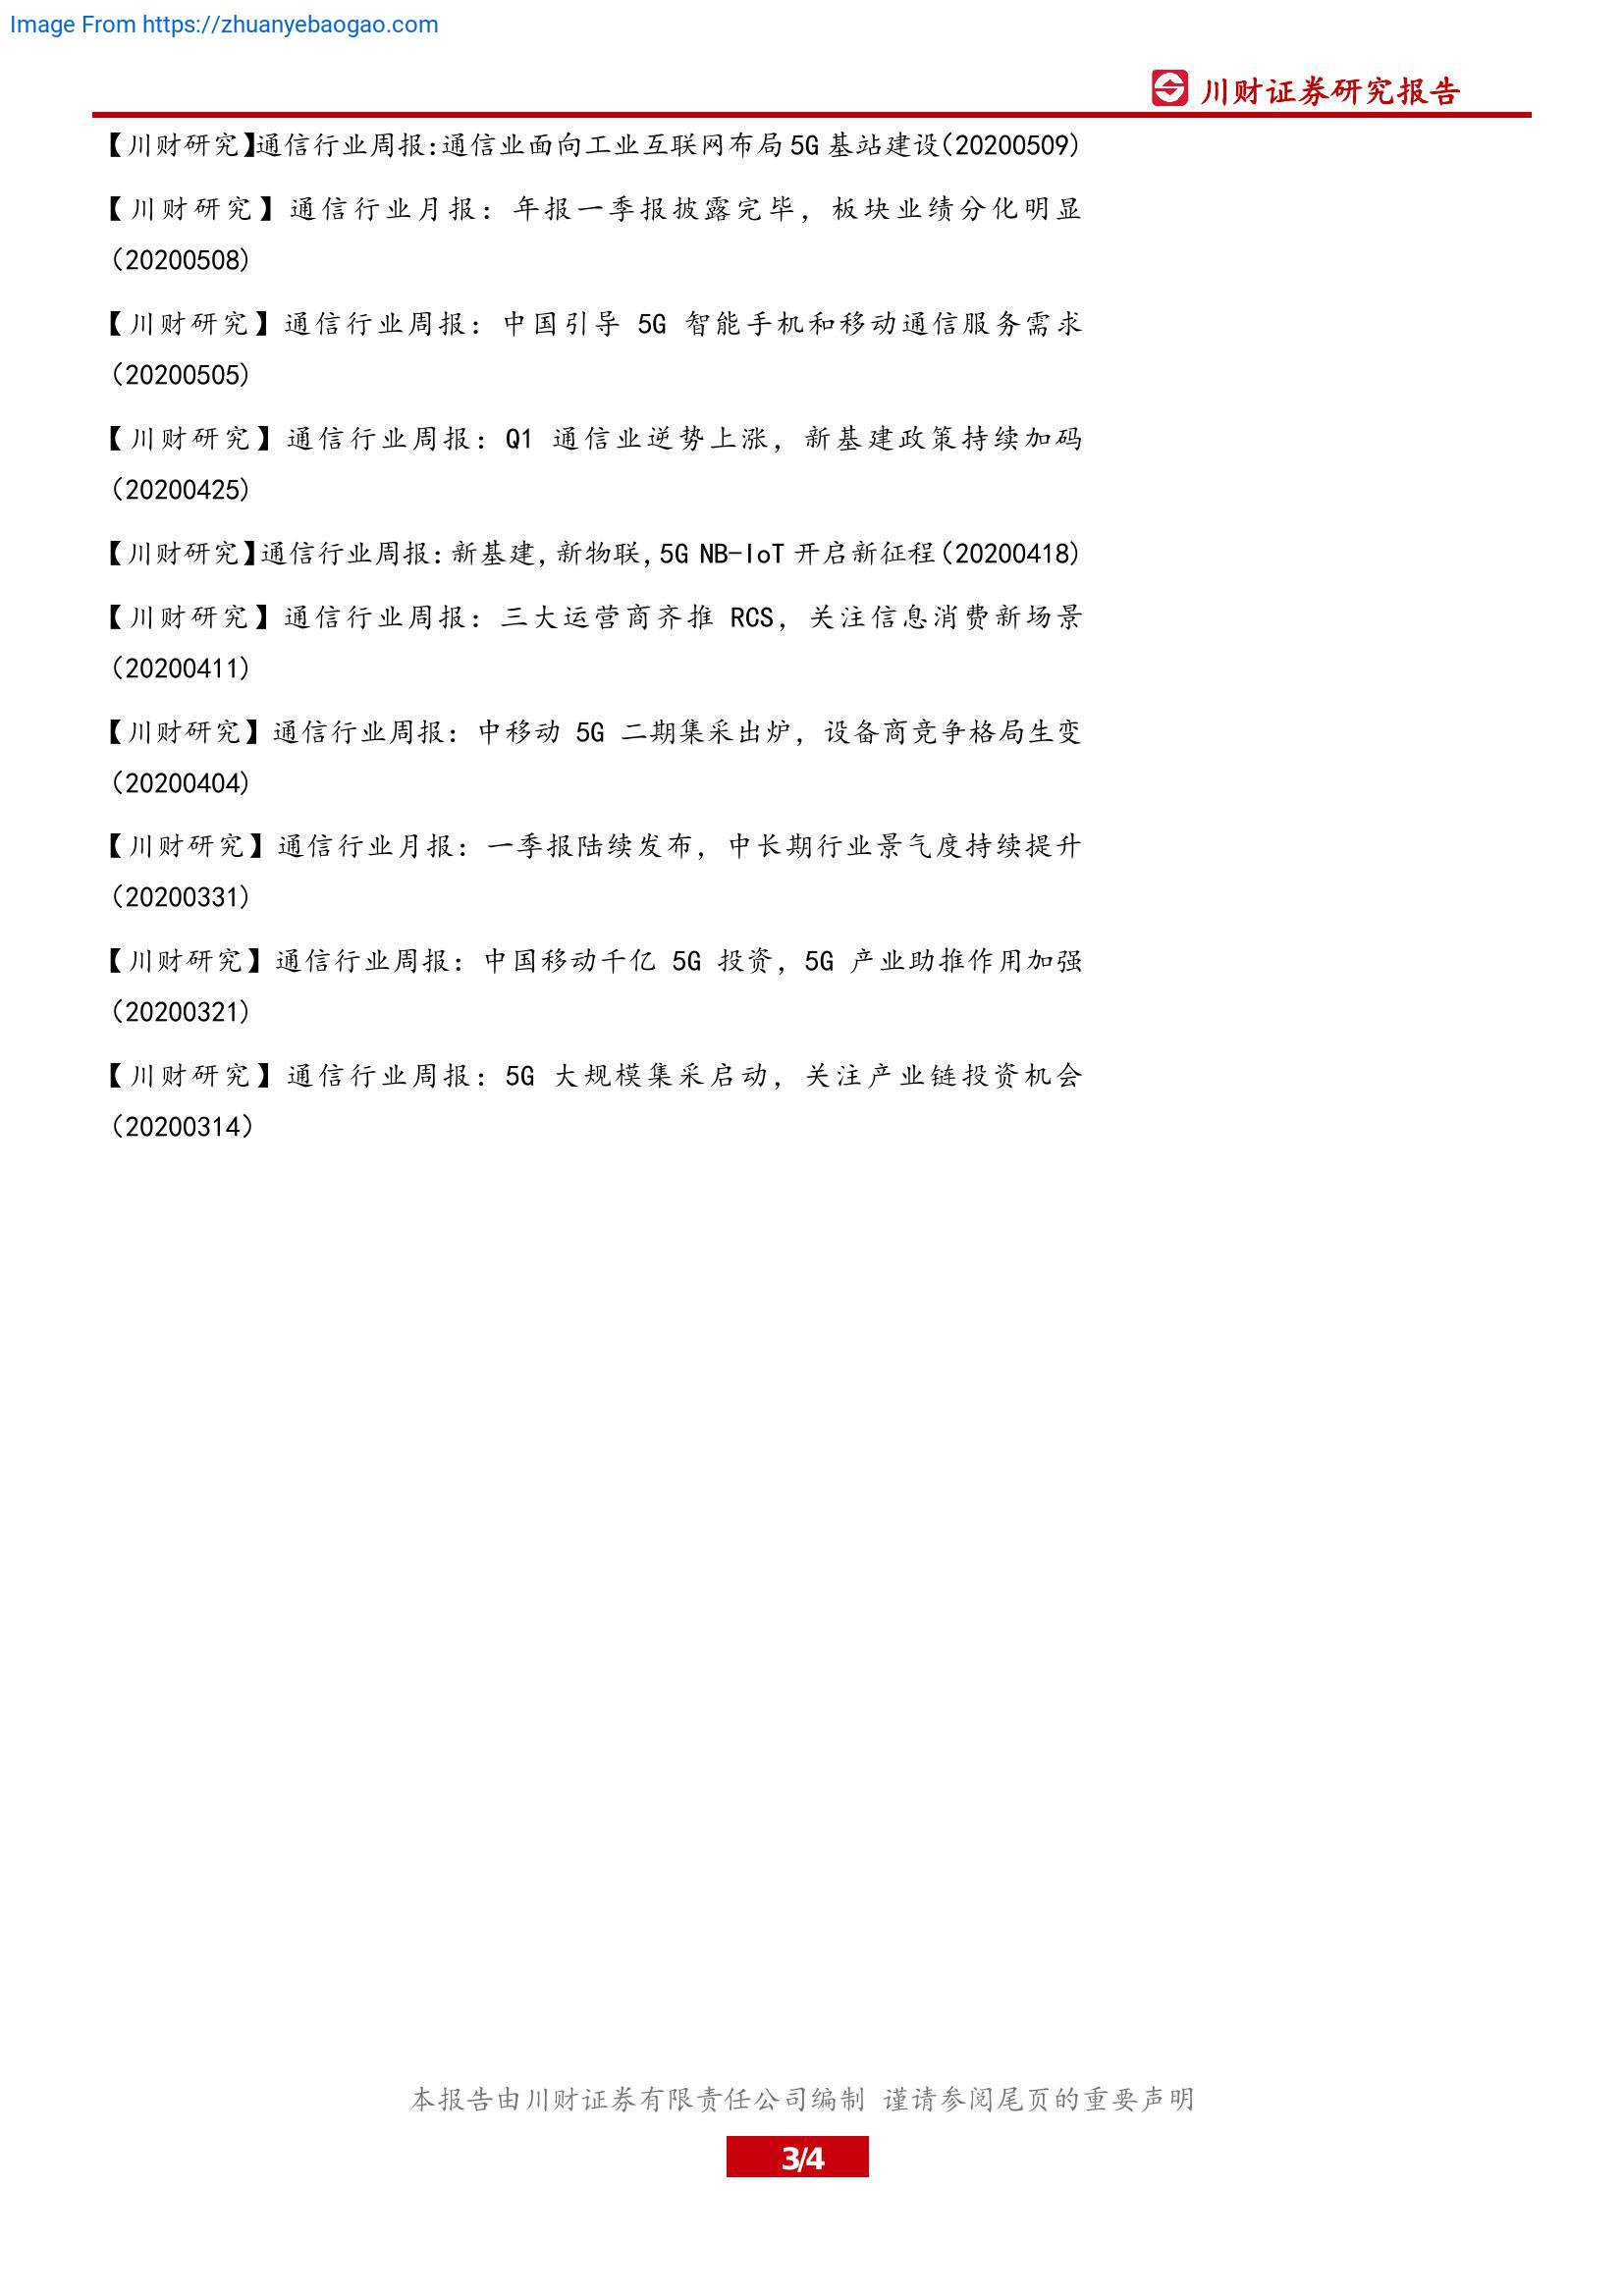 Image From https://zhuanyebaogao.com
川财证券研究报告
【川财研究】通信行业周报：通信业面向工业互联网布局5G基站建设(20200509)
【川财研究】通信行业月报：年报一季报披露完毕，板块业绩分化明显
(20200508)
【川财研究】通信行业周报：中国引导 5G 智能手机和移动通信服务需求
(20200505)
【川财研究】通信行业周报：Q1 通信业逆势上涨，新基建政策持续加码
(20200425)
【川财研究】通信行业周报：新基建，新物联，5G NB-IoT 开启新征程(20200418)
【川财研究】通信行业周报：三大运营商齐推 RCS，关注信息消费新场景
(20200411)
【川财研究】通信行业周报：中移动 5G 二期集采出炉，设备商竞争格局生变
(20200404)
【川财研究】通信行业月报：一季报陆续发布，中长期行业景气度持续提升
(20200331)
【川财研究】通信行业周报：中国移动千亿 5G 投资，5G 产业助推作用加强
(20200321)
【川财研究】通信行业周报：5G 大规模集采启动，关注产业链投资机会
（20200314）
本报告由川财证券有限责任公司编制 谨请参阅尾页的重要声明
3/4